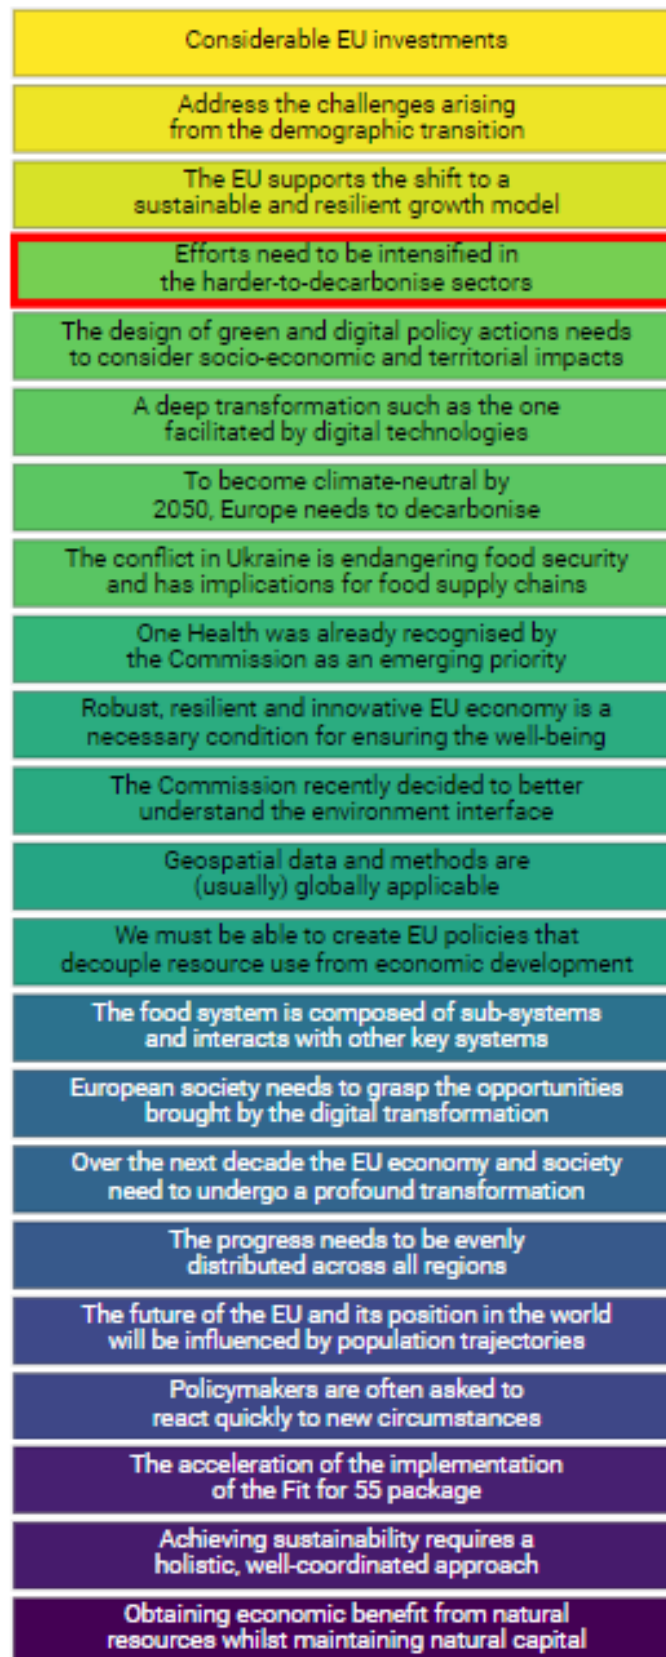 Considerable EU investments
Address the challenges arising
from the demographic transition
The EU supports the shift to a
sustainable and resilient growth model
Efforts need to be intensified in
the harder-to-decarbonise sectors
The design of green and digital policy actions needs
to consider socio-economic and territorial impacts
A deep transformation such as the one
facilitated by digital technologies
To become climate-neutral by
2050, Europe needs to decarbonise
The conflict in Ukraine is endangering food security
and has implications for food supply chains
One Health was already recognised by
the Commission as an emerging priority
Robust, resilient and innovative EU economy is a
necessary condition for ensuring the well-being
The Commission recently decided to better
understand the environment interface
Geospatial data and methods are
(usually) globally applicable
We must be able to create EU policies that
decouple resource use from economic development
The food system is composed of sub-systems
and interacts with other key systems
European society needs to grasp the opportunities
brought by the digital transformation
Over the next decade the EU economy and society
need to undergo a profound transformation
The progress needs to be evenly
distributed across all regions
The future of the EU and its position in the world
will be influenced by population trajectories
Policymakers are often asked to
react quickly to new circumstances
The acceleration of the implementation
of the Fit for 55 package
Achieving sustainability requires a
holistic, well-coordinated approach
Obtaining economic benefit from natural
resources whilst maintaining natural capital